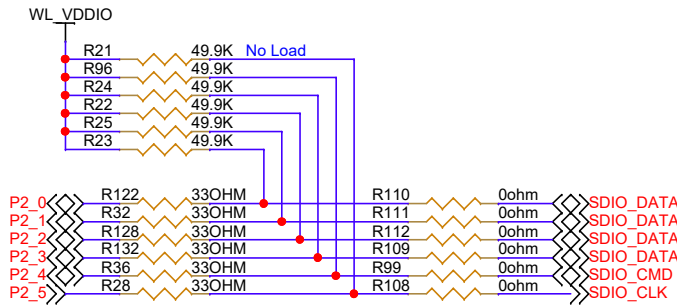 WL_VDDIO
R21 49.9K No Load
R96 49.9K
R24 49.9K
R22 49.9K
R25 49.9K
R23 49.9K
P2_0 R122 33OHM R110 0ohm SDIO_DATA
P2_1 R32 33OHM R111 0ohm SDIO_DATA
P2_2 R128 33OHM R112 0ohm SDIO_DATA
P2_3 R132 33OHM R109 0ohm SDIO_DATA
P2_4 R36 33OHM R99 0ohm SDIO_CMD
P2_5 R28 33OHM R108 0ohm SDIO_CLK